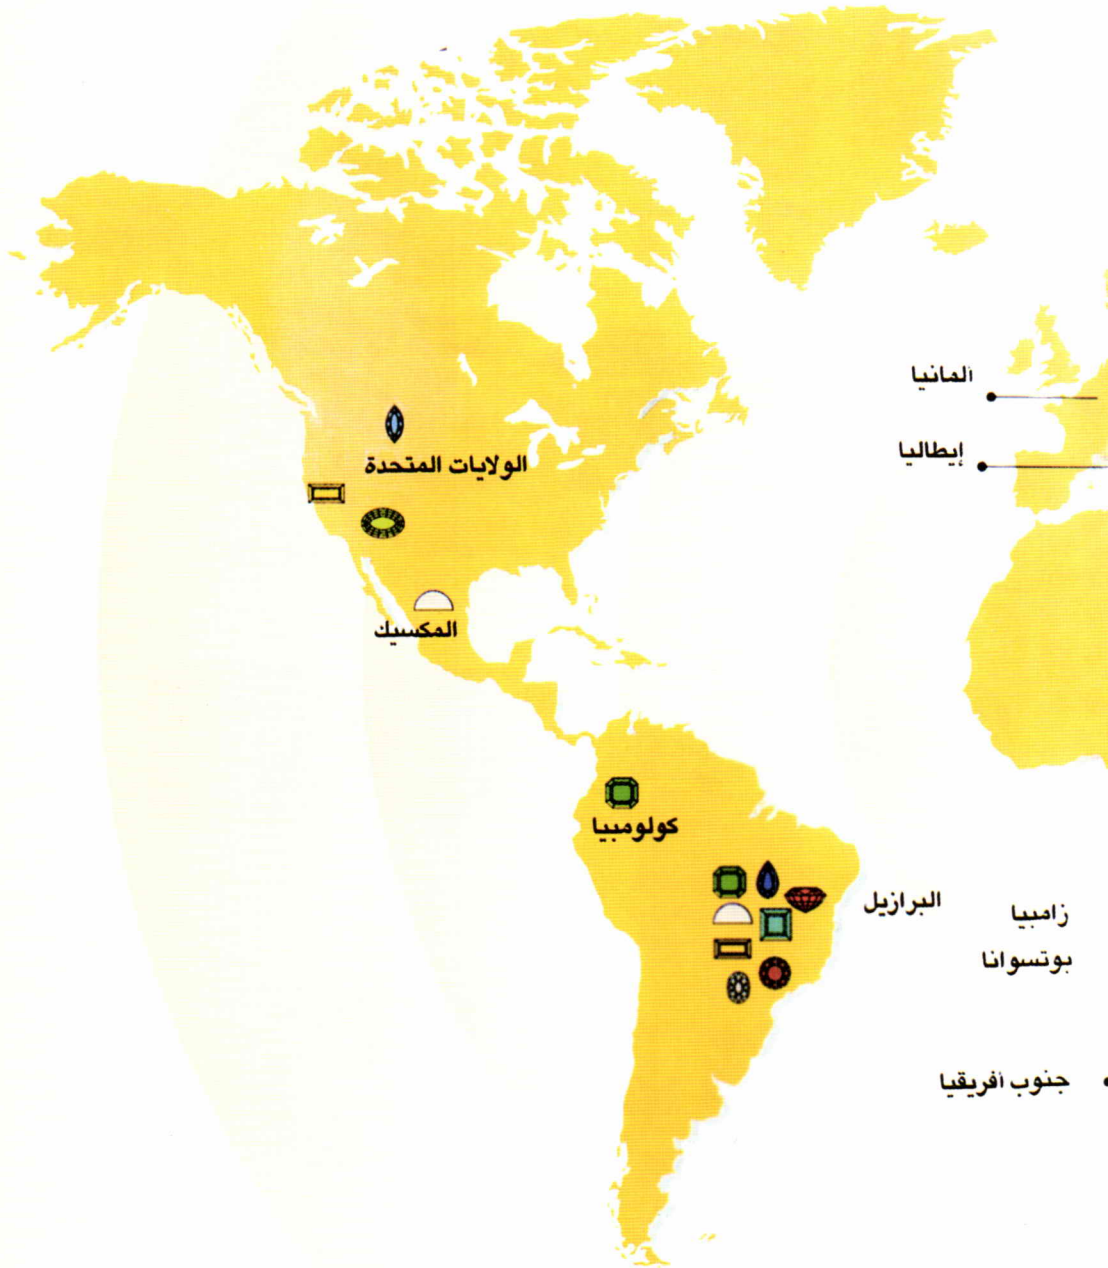 ألمانيا
إيطاليا
الولايات المتحدة
المكسيك
كولومبيا
البرازيل
زامبيا
بوتسوانا
جنوب أفريقيا